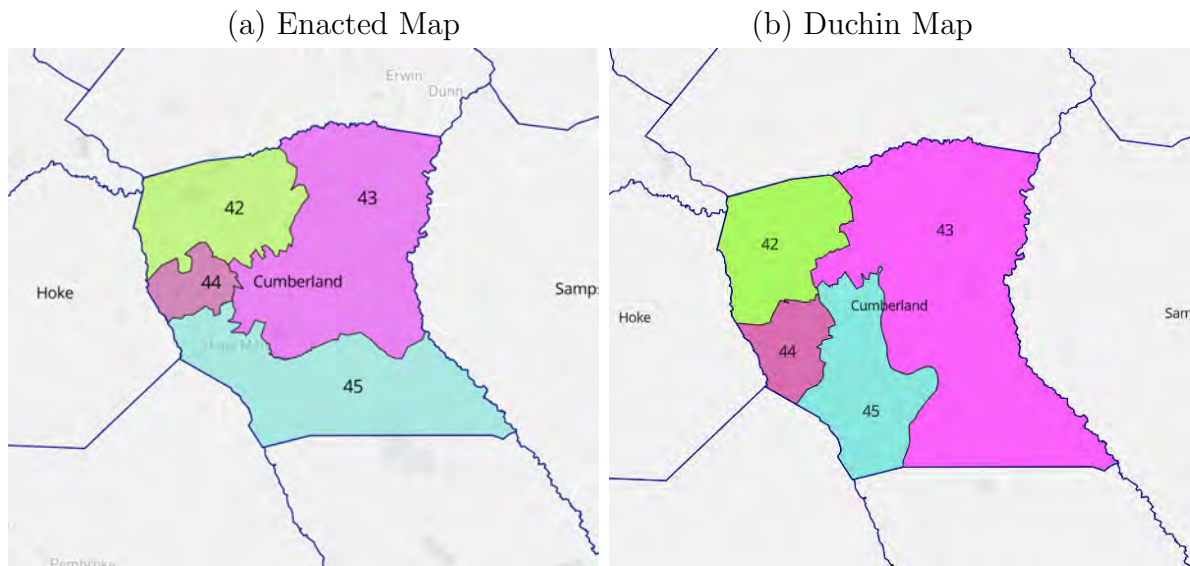 (a) Enacted Map
(b) Duchin Map
Erwin
Dunn
42
43
44
Cumberland
Hoke
Samp
45
Pembroke
42
43
Cumberland
Hoke
Sam
44
45